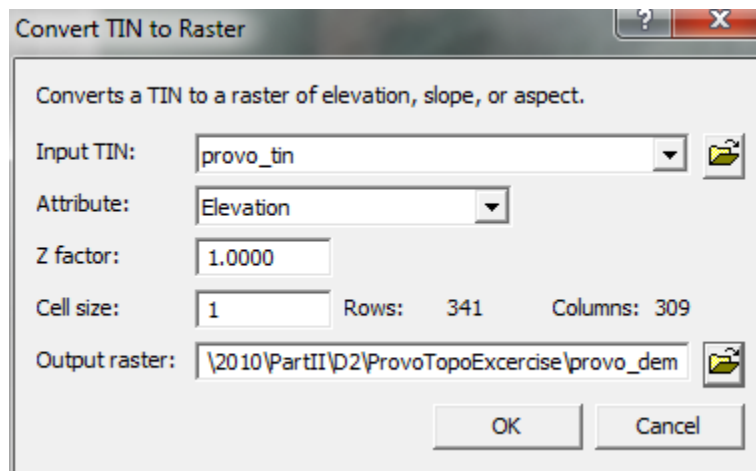 Convert TIN to Raster
? X
Converts a TIN to a raster of elevation, slope, or aspect.
Input TIN: provo_tin
Attribute: Elevation
Z factor: 1.0000
Cell size: 1 Rows: 341 Columns: 309
Output raster: \2010\PartII\D2\ProvoTopoExcercise\provo_dem
OK Cancel